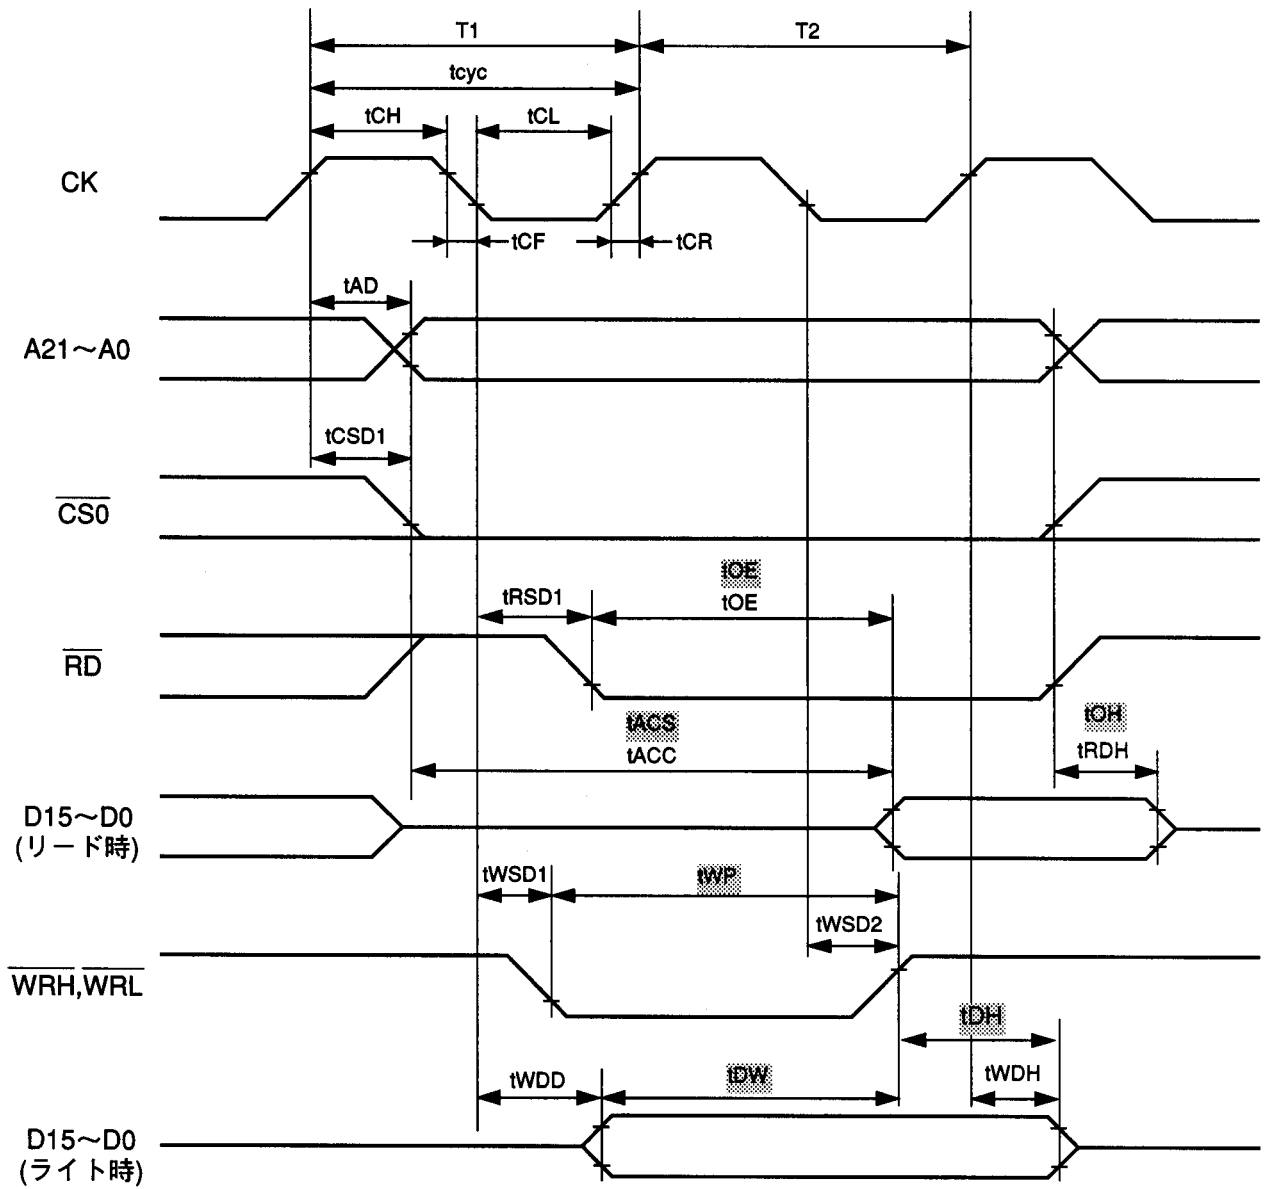 T1
T2
tcyc
tCH
tCL
CK
tCF
tCR
tAD
A21～A0
tCSD1
CS0
tOE
tRSD1
tOE
RD
tACS
tOH
tACC
tRDH
D15～D0
(リード時)
tWSD1
tWP
tWSD2
WRH,WRL
tDH
tWDD
tDW
tWDH
D15～D0
(ライト時)